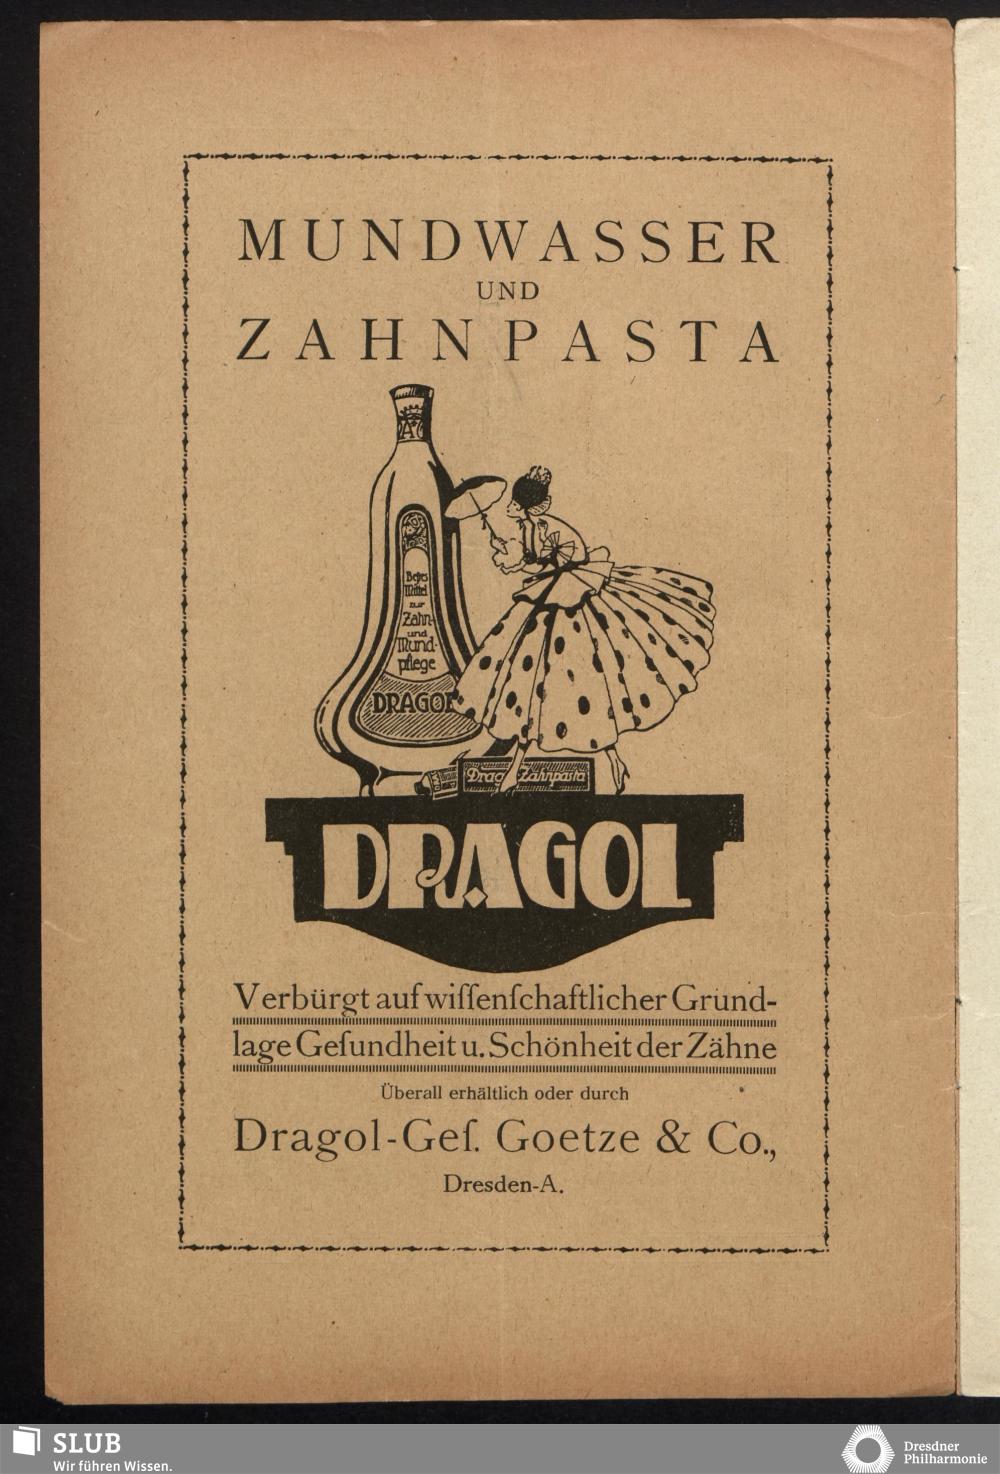 MUNDWASSER
UND
ZAHNPASTA
Bestes
Mittel
zur
Zahn-
und
Mund-
pflege
DRAGOL
Drag Zahnpasta
DRAGOL
Verbürgt auf wiſſenſchaftlicher Grund-
lage Geſundheit u. Schönheit der Zähne
Überall erhältlich oder durch
Dragol-Geſ. Goetze & Co.,
Dresden-A.
SLUB
Wir führen Wissen.
Dresdner
Philharmonie